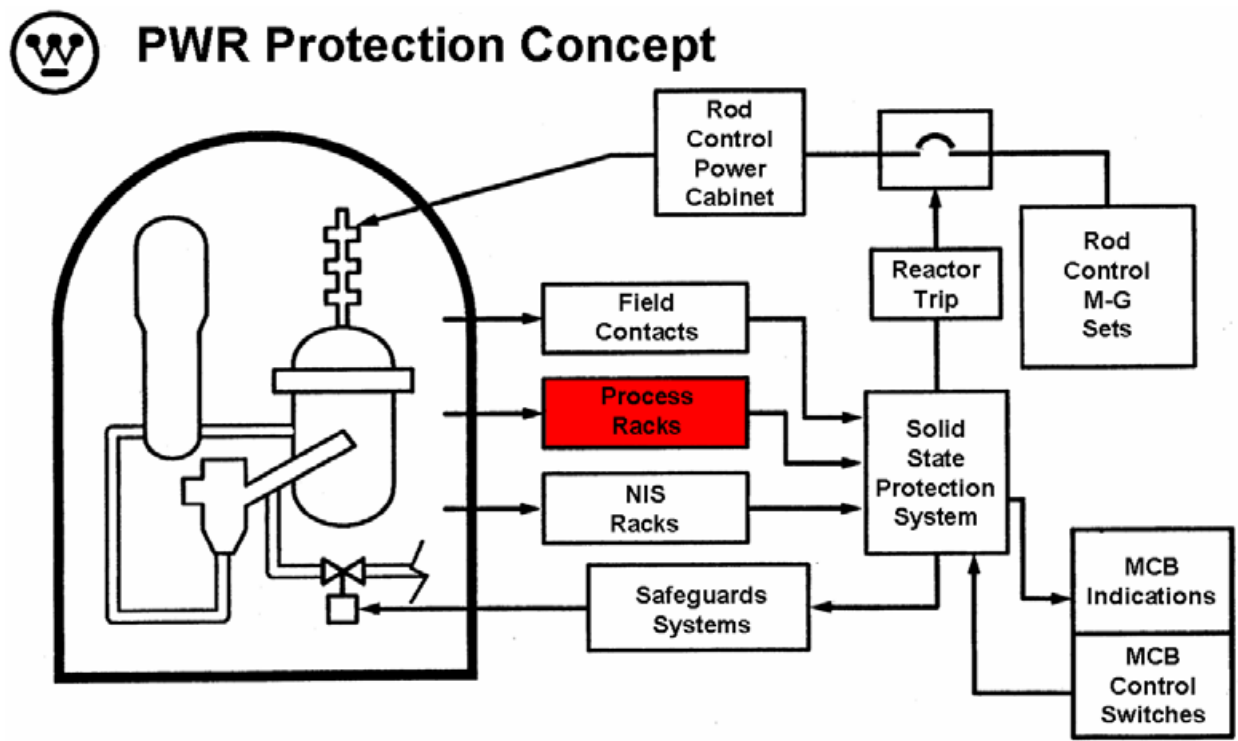 PWR Protection Concept
Rod
Control
Power
Cabinet
Reactor
Trip
Rod
Control
M-G
Sets
Field
Contacts
Process
Racks
NIS
Racks
Solid
State
Protection
System
Safeguards
Systems
MCB
Indications
MCB
Control
Switches